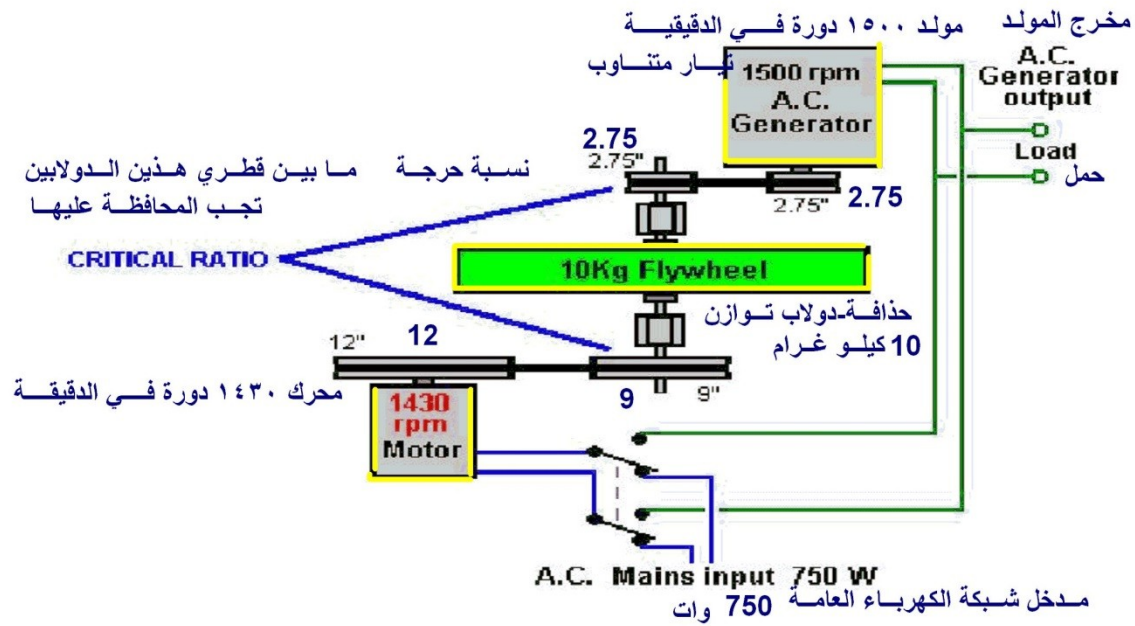 مولد ١٥٠٠ دورة في الدقيقية
تيار متناوب
مخرج المولد
A.C.
Generator
output
1500 rpm
A.C.
Generator
Load
حمل
2.75
2.75"
2.75"
2.75
نسبة حرجة ما بين قطري هذين الدولابين
تجب المحافظة عليها
CRITICAL RATIO
10Kg Flywheel
حذافة-دولاب توازن
10 كيلو غرام
12"
12
9
9"
محرك ١٤٣٠ دورة في الدقيقة
1430
rpm
Motor
A.C. Mains input 750 W
مدخل شبكة الكهرباء العامة 750 وات